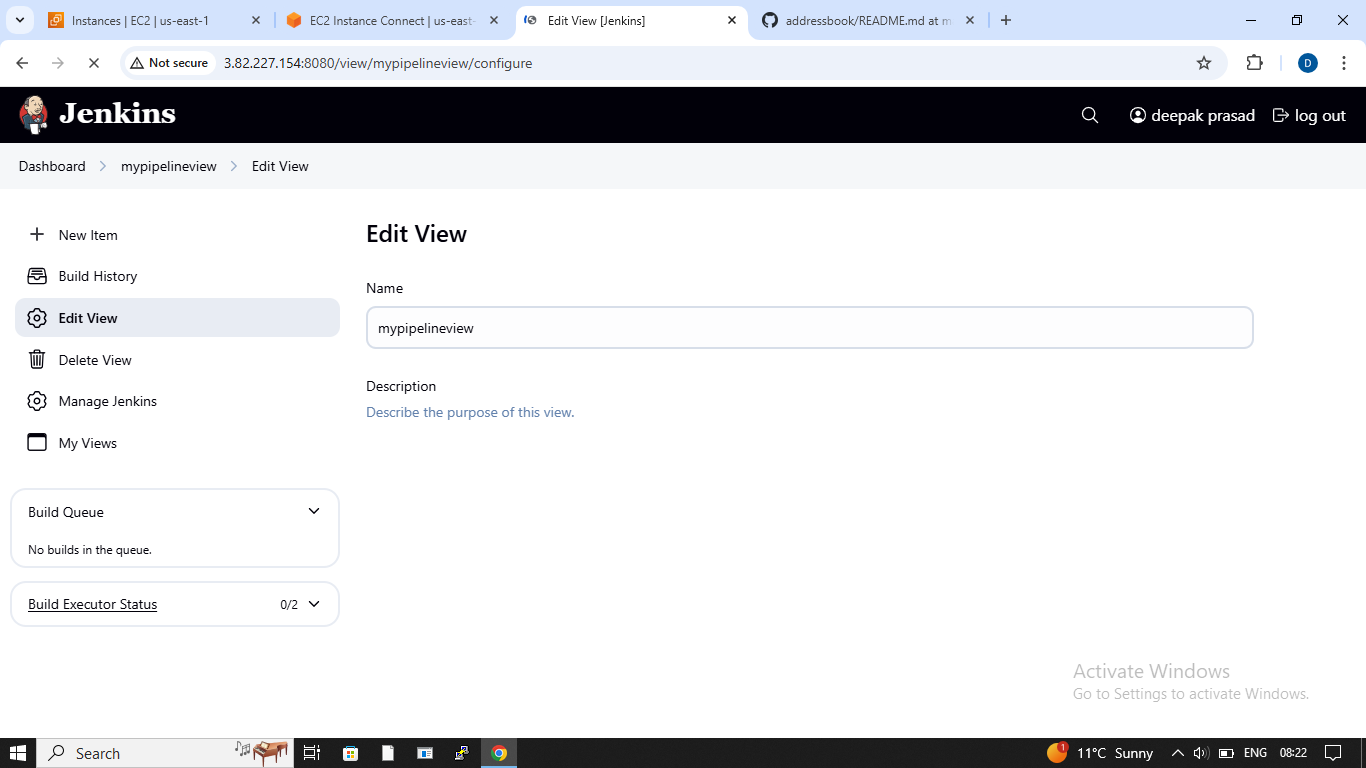 Instances | EC2 | us-east-1
EC2 Instance Connect | us-east-
Edit View [Jenkins]
addressbook/README.md at m
Not secure
3.82.227.154:8080/view/mypipelineview/configure
D
Jenkins
deepak prasad
log out
Dashboard
mypipelineview
Edit View
New Item
Build History
Edit View
Delete View
Manage Jenkins
My Views
Build Queue
No builds in the queue.
Build Executor Status
0/2
Edit View
Name
mypipelineview
Description
Describe the purpose of this view.
Activate Windows
Go to Settings to activate Windows.
Search
1
11°C Sunny
ENG
08:22